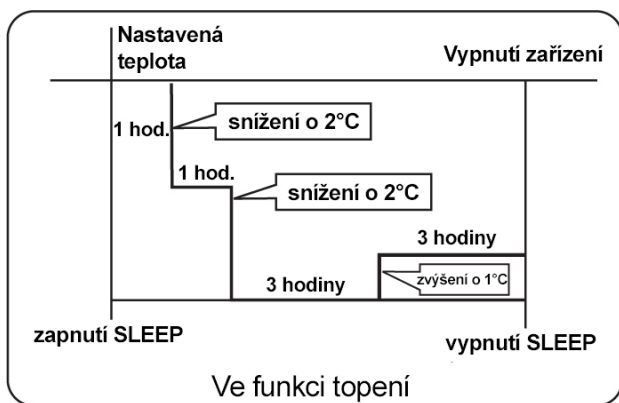 Nastavená
teplota
Vypnutí zařízení
1 hod.
snížení o 2°C
1 hod.
snížení o 2°C
3 hodiny
3 hodiny
zvýšení o 1°C
zapnutí SLEEP
vypnutí SLEEP
Ve funkci topení